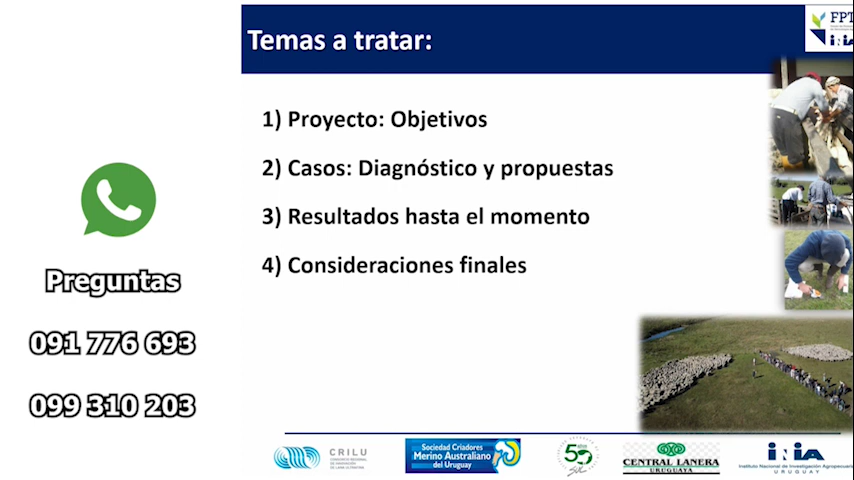 Temas a tratar:
FPT
INIA
1) Proyecto: Objetivos
2) Casos: Diagnóstico y propuestas
3) Resultados hasta el momento
4) Consideraciones finales
Preguntas
091 776 693
099 310 203
CRILU
Sociedad Criadores
Merino Australiano
del Uruguay
50
SUL
CENTRAL LANERA
URUGUAYA
INIA
Instituto Nacional de Investigación Agropecuaria
URUGUAY